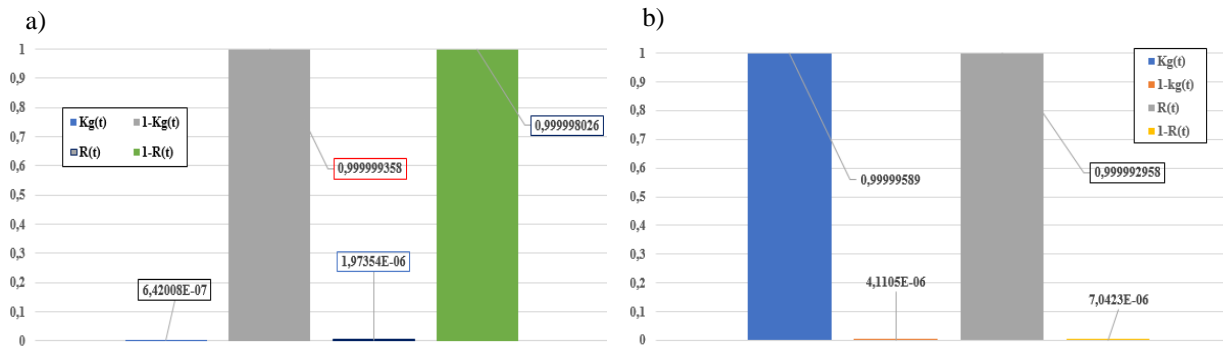 a)
1
0,9
0,8
0,7
0,6
0,5
0,4
0,3
0,2
0,1
0
Kg(t) 1-Kg(t)
R(t) 1-R(t)
0,999998026
0,999999358
1,97354E-06
6,42008E-07
b)
1
0,9
0,8
0,7
0,6
0,5
0,4
0,3
0,2
0,1
0
Kg(t)
1-kg(t)
R(t)
1-R(t)
0,99999589
0,999992958
4,1105E-06
7,0423E-06